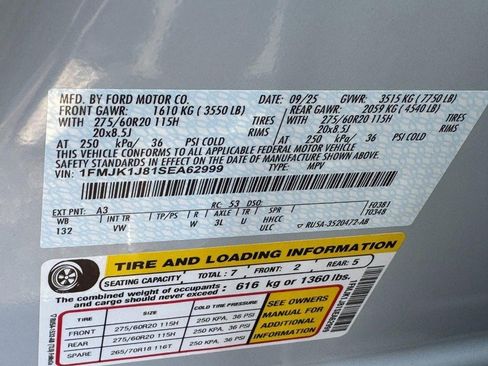 MFD. BY FORD MOTOR CO.
DATE: 09/25 GVWR: 3515 KG ( 7750 LB)
FRONT GAWR: 1610 KG ( 3550 LB) REAR GAWR: 2059 KG ( 4540 LB)
WITH 275/60R20 115H TIRES WITH 275/60R20 115H TIRES
20x8.5J RIMS 20x8.5J RIMS
AT 250 kPa/ 36 PSI COLD AT 250 kPa/ 36 PSI COLD
THIS VEHICLE CONFORMS TO ALL APPLICABLE FEDERAL MOTOR VEHICLE
SAFETY STANDARDS IN EFFECT ON THE DATE OF MANUFACTURE SHOWN ABOVE.
VIN: 1FMJK1J81SEA62999 TYPE: MPV
EXT PNT: A3 RC: 53 DSO: F0381
WB INT TR TP/PS R AXLE TR SPR T0348
132 VW W 3L U HHCC
ULC RU5A-3520472-AB
TIRE AND LOADING INFORMATION
SEATING CAPACITY TOTAL : 7 FRONT: 2 REAR: 5
The combined weight of occupants and cargo should never exceed : 616 kg or 1360 lbs.
TIRE SIZE COLD TIRE PRESSURE
FRONT 275/60R20 115H 250 KPA, 36 PSI
REAR 275/60R20 115H 250 KPA, 36 PSI
SPARE 265/70R18 116T 250 KPA, 36 PSI
SEE OWNERS
MANUAL FOR
ADDITIONAL
INFORMATION